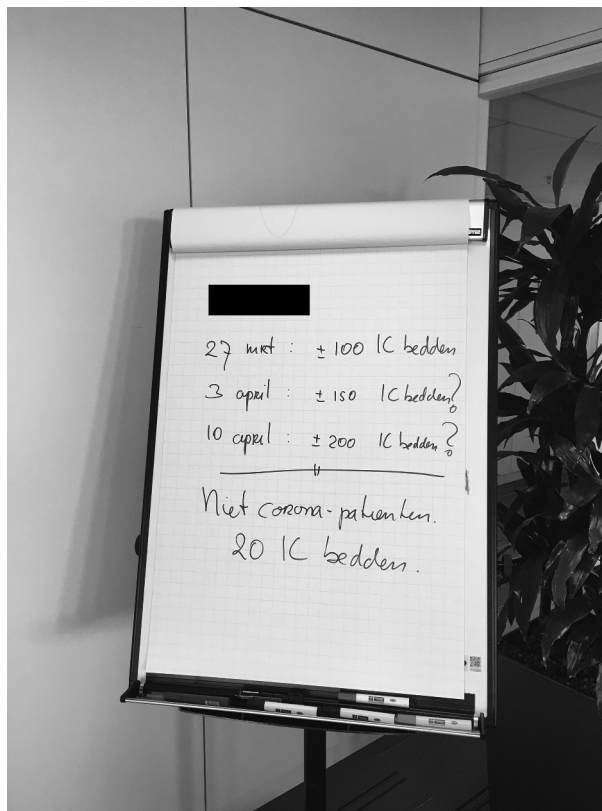 27 mrt : ± 100 IC bedden
3 april : ± 150 IC bedden?
10 april : ± 200 IC bedden?
Niet corona-patienten.
20 IC bedden.